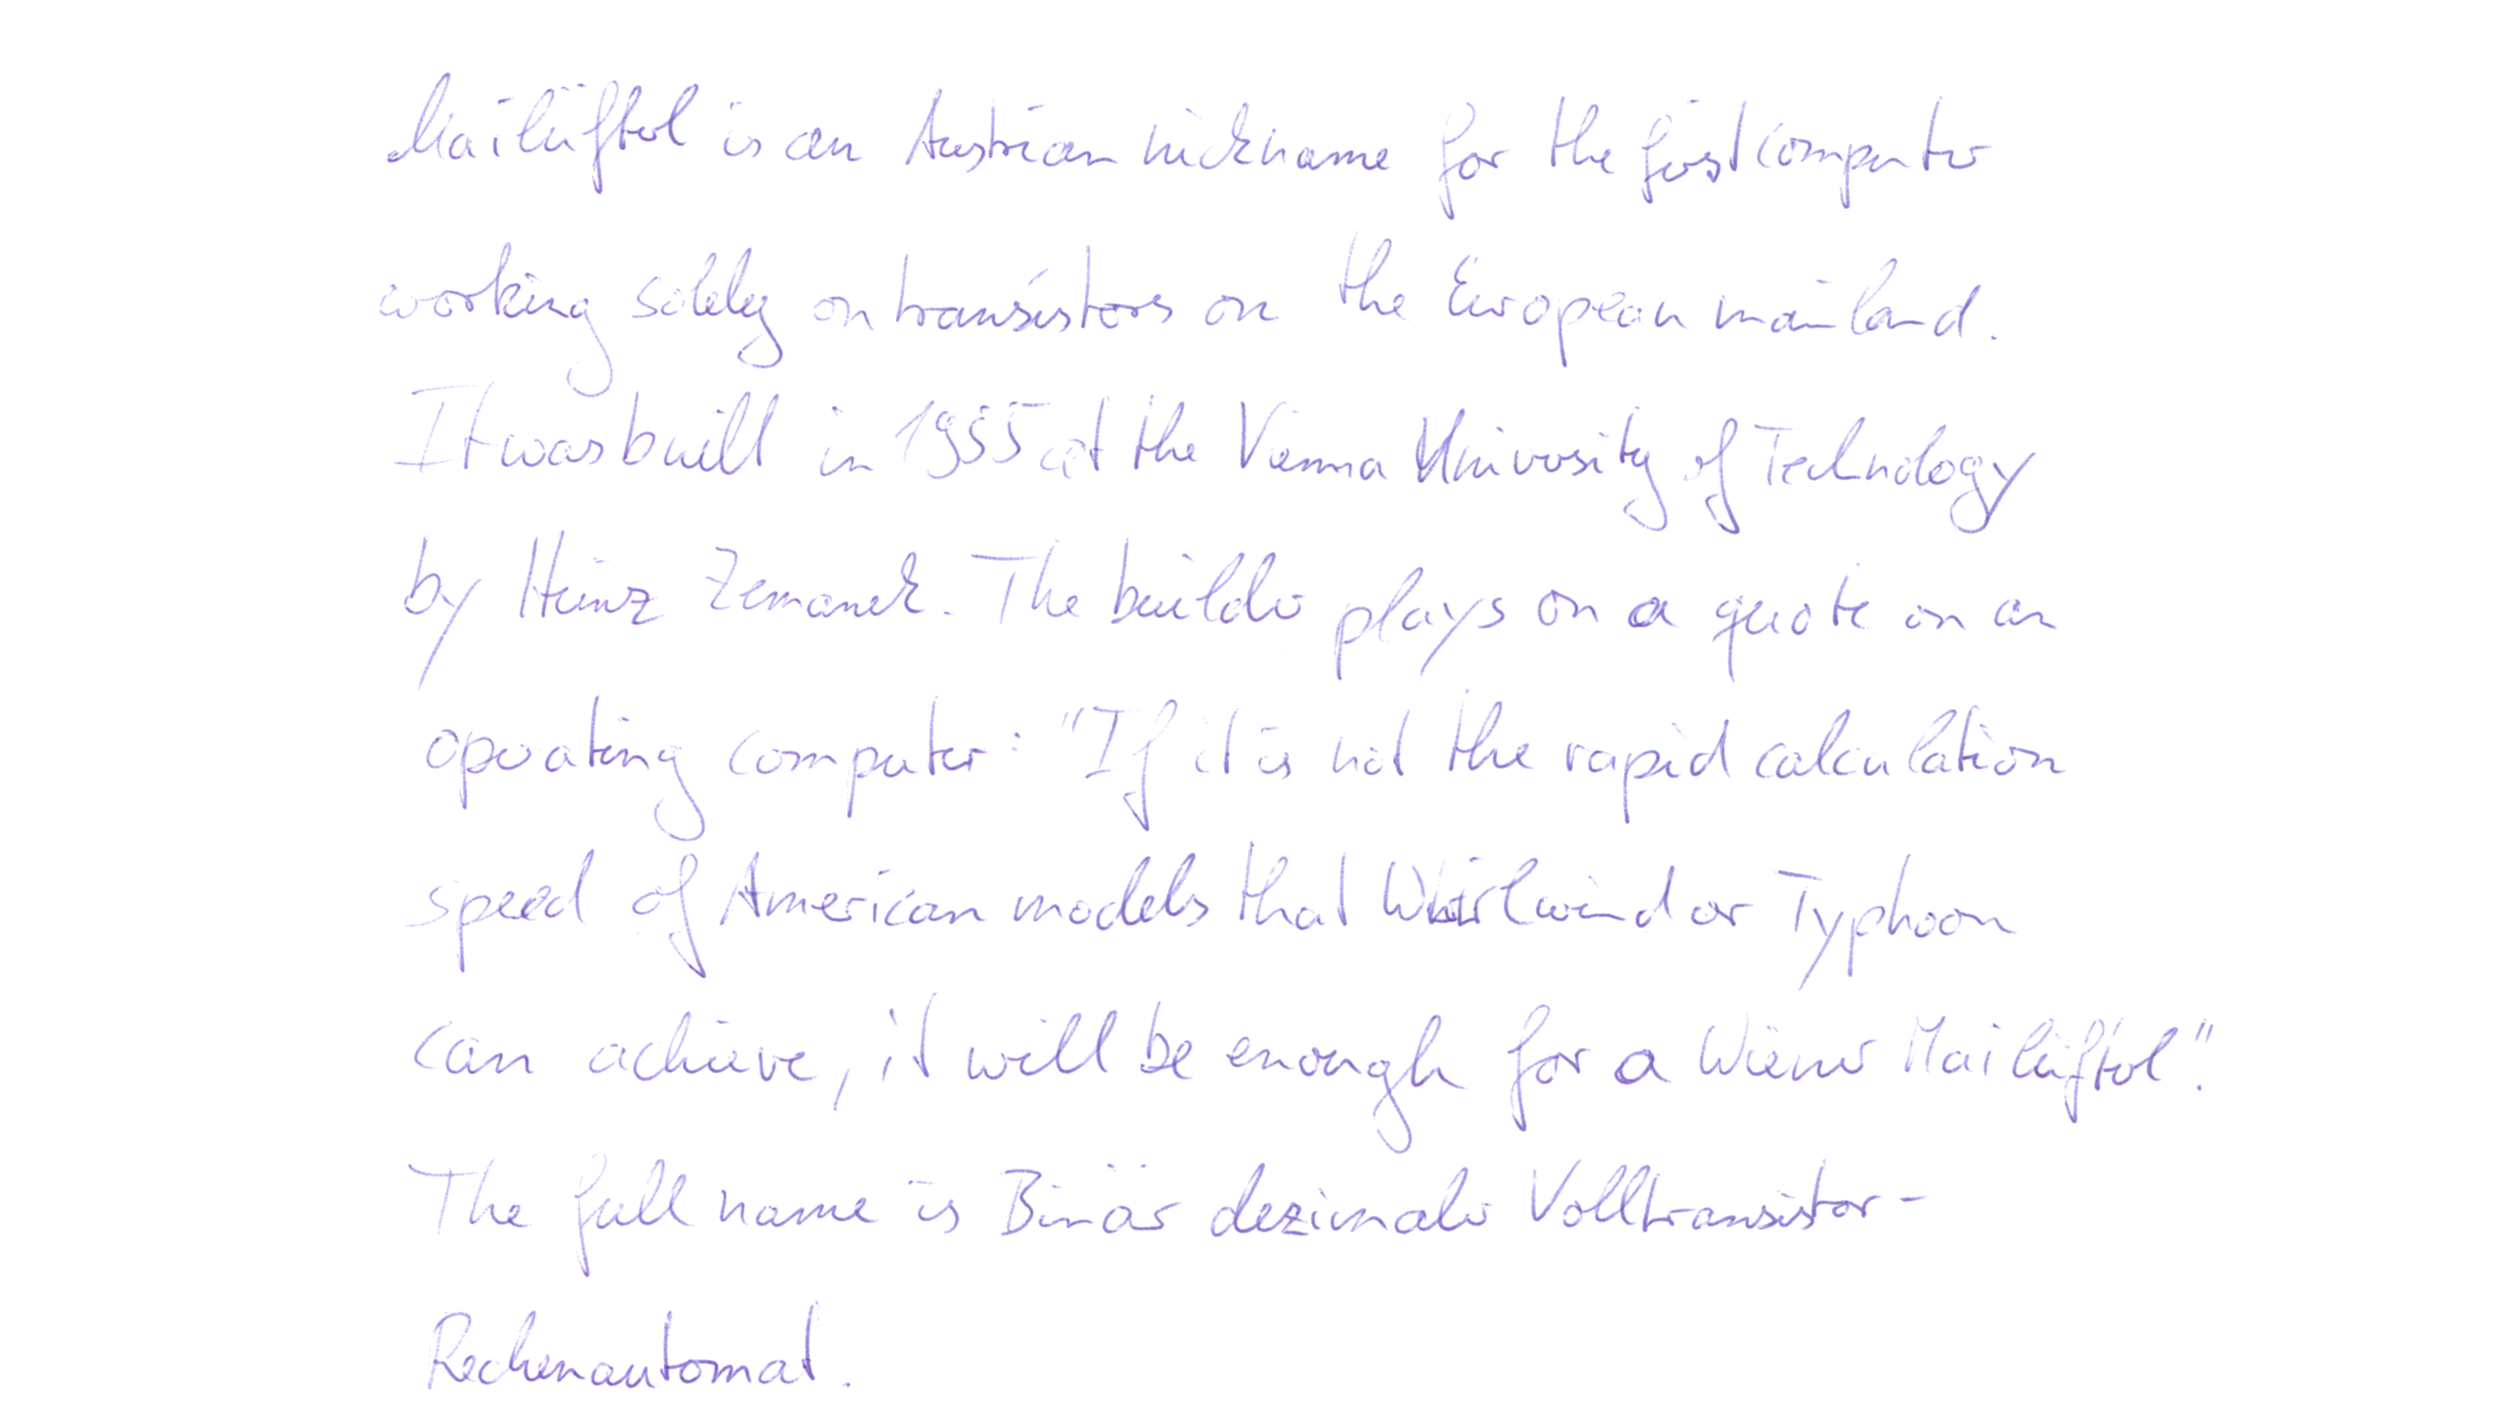 Mailüfterl is an Austrian nickname for the first computer
working solely on transistors on the European mainland.
It was built in 1955 at the Vienna University of Technology
by Heinz Zemanek. The builder plays on a quote on an
operating computer: "If it is not the rapid calculation
speed of American models that Whirlwind or Typhoon
can achieve, it will be enough for a Wiener Mailüfterl".
The full name is Binär dezimaler Volltransistor-
Rechenautomat.